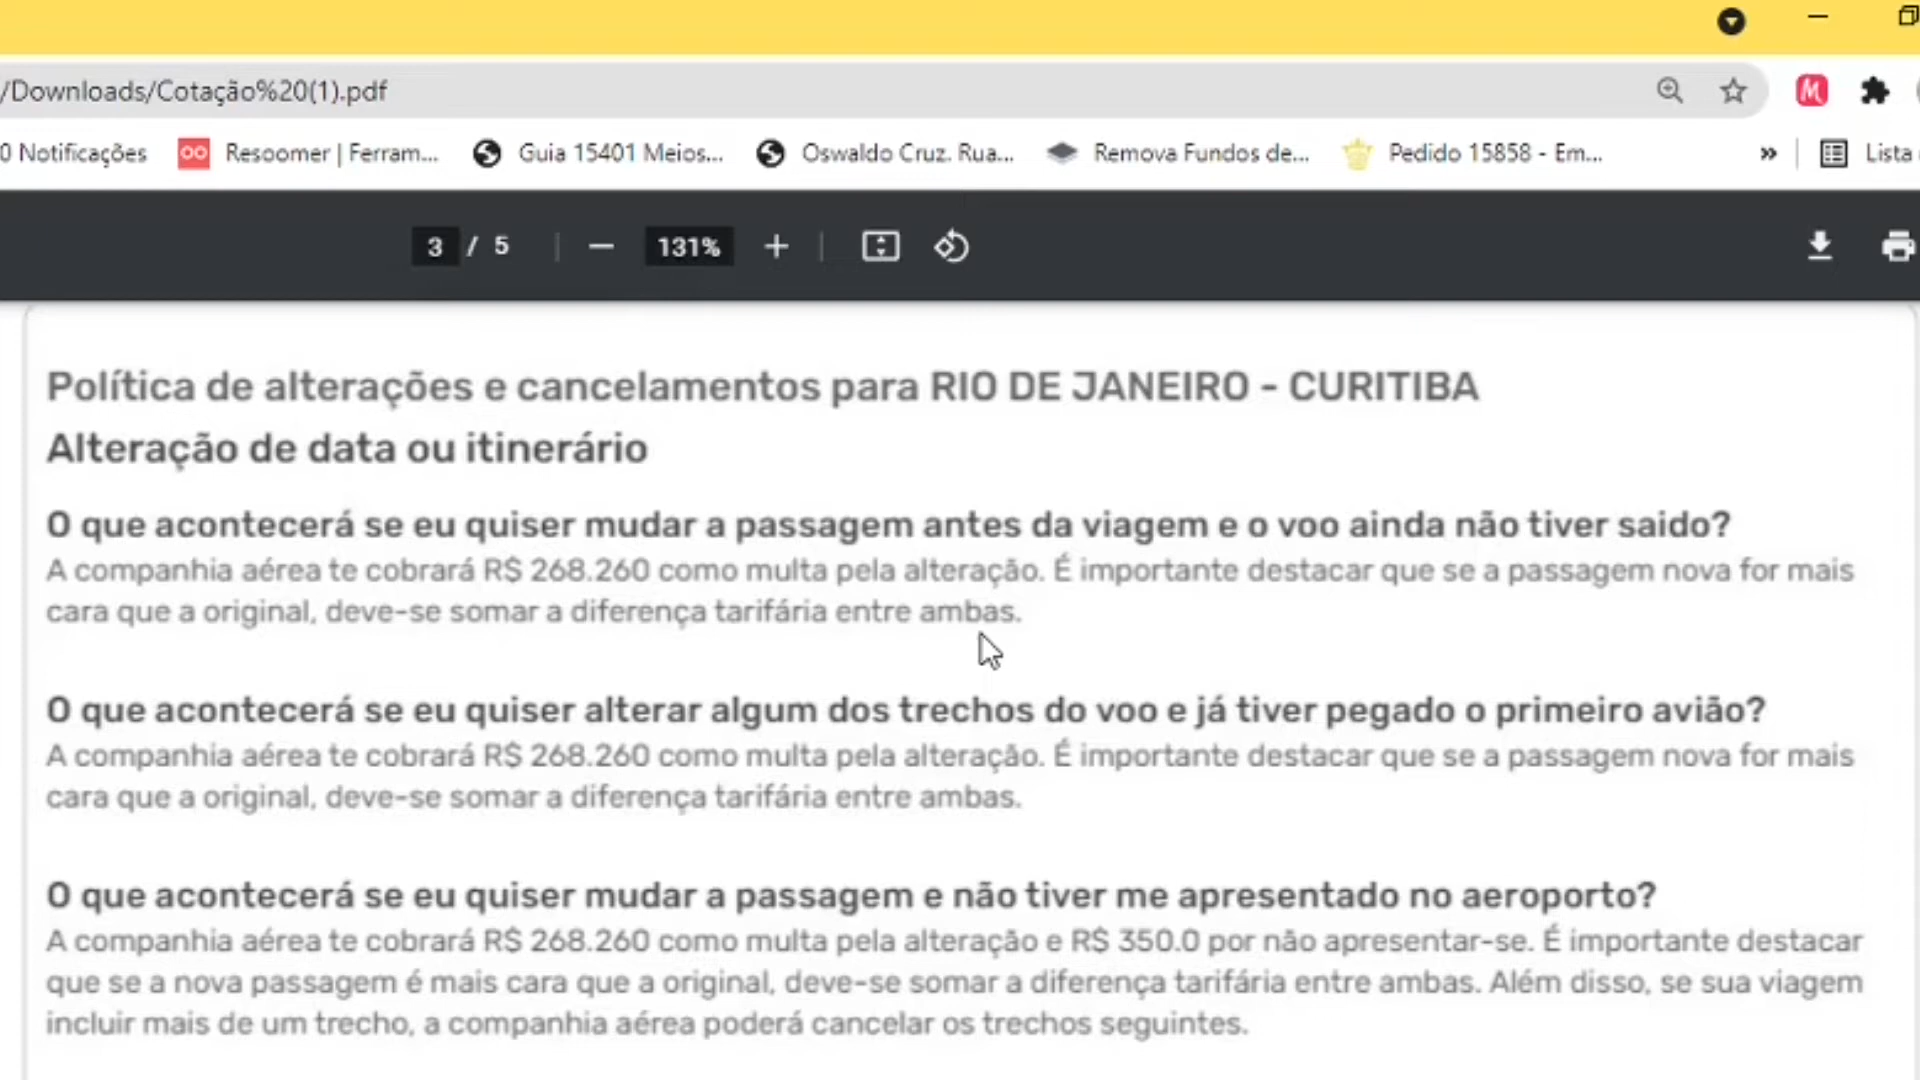 /Downloads/Cotação%20(1).pdf
0 Notificações Resoomer | Ferram... Guia 15401 Meios... Oswaldo Cruz. Rua... Remova Fundos de... Pedido 15858 - Em... » Lista
3 / 5 131%
Política de alterações e cancelamentos para RIO DE JANEIRO - CURITIBA
Alteração de data ou itinerário
O que acontecerá se eu quiser mudar a passagem antes da viagem e o voo ainda não tiver saido?
A companhia aérea te cobrará R$ 268.260 como multa pela alteração. É importante destacar que se a passagem nova for mais
cara que a original, deve-se somar a diferença tarifária entre ambas.
O que acontecerá se eu quiser alterar algum dos trechos do voo e já tiver pegado o primeiro avião?
A companhia aérea te cobrará R$ 268.260 como multa pela alteração. É importante destacar que se a passagem nova for mais
cara que a original, deve-se somar a diferença tarifária entre ambas.
O que acontecerá se eu quiser mudar a passagem e não tiver me apresentado no aeroporto?
A companhia aérea te cobrará R$ 268.260 como multa pela alteração e R$ 350.0 por não apresentar-se. É importante destacar
que se a nova passagem é mais cara que a original, deve-se somar a diferença tarifária entre ambas. Além disso, se sua viagem
incluir mais de um trecho, a companhia aérea poderá cancelar os trechos seguintes.